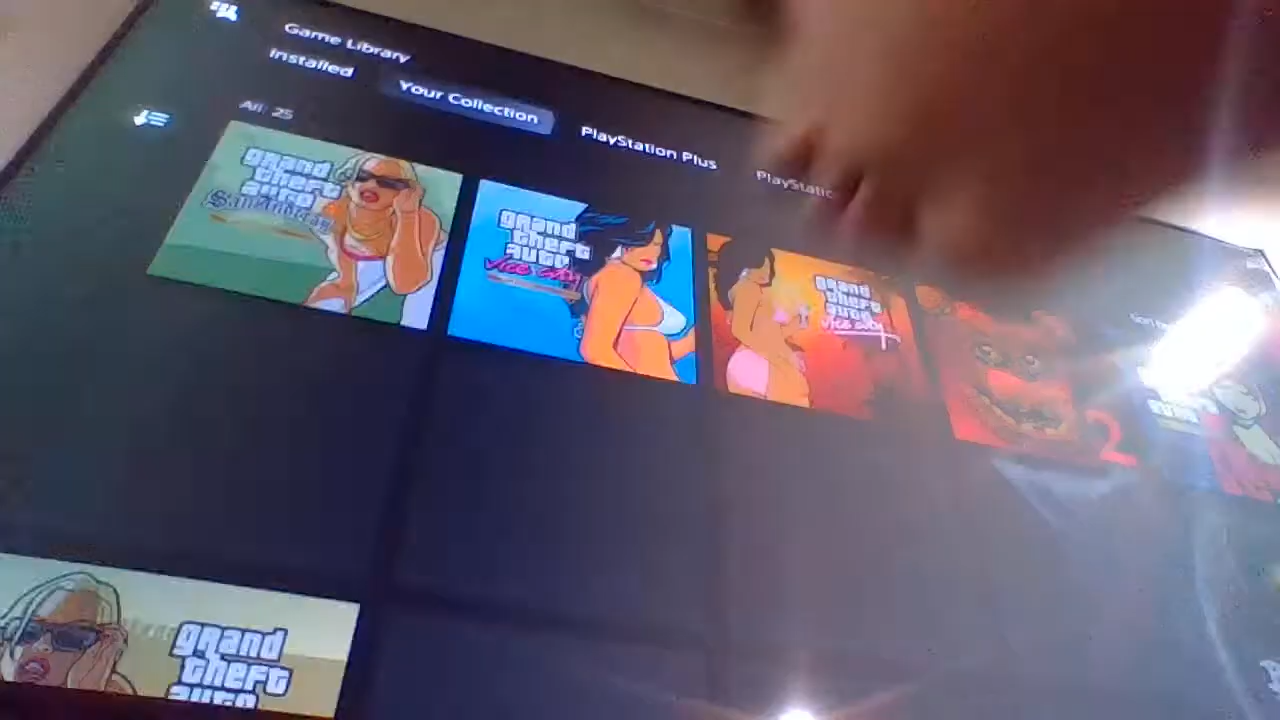 Game Library
Installed
Your Collection
PlayStation Plus
All 25
grand
theft
auto
San Andreas
grand
theft
auto
vice city
grand
theft
auto
vice city
2
grand
theft
auto